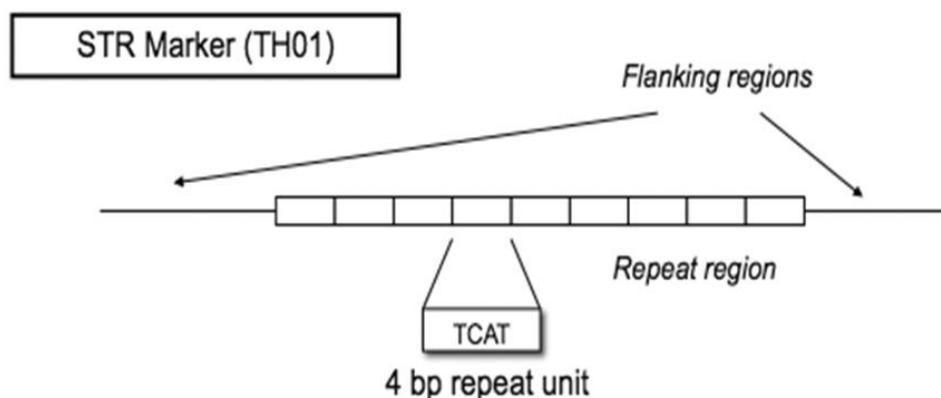 STR Marker (TH01)
Flanking regions
Repeat region
TCAT
4 bp repeat unit